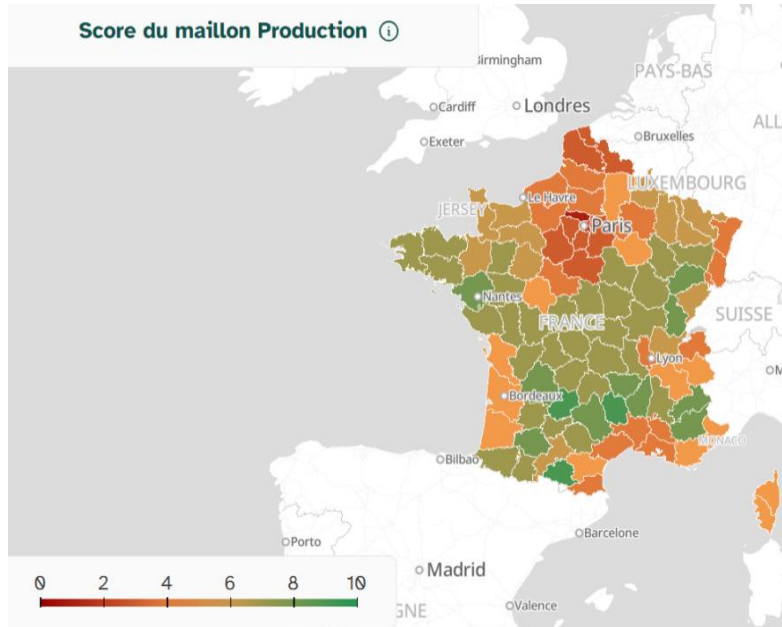 Score du maillon Production
Birmingham
PAYS-BAS
Cardiff
Londres
ALL
Exeter
Bruxelles
LUXEMBOURG
Le Havre
JERSEY
Paris
Nantes
FRANCE
SUISSE
Lyon
M
Bordeaux
MONACO
Bilbao
Porto
Barcelone
Madrid
Valence
GNE
0 2 4 6 8 10